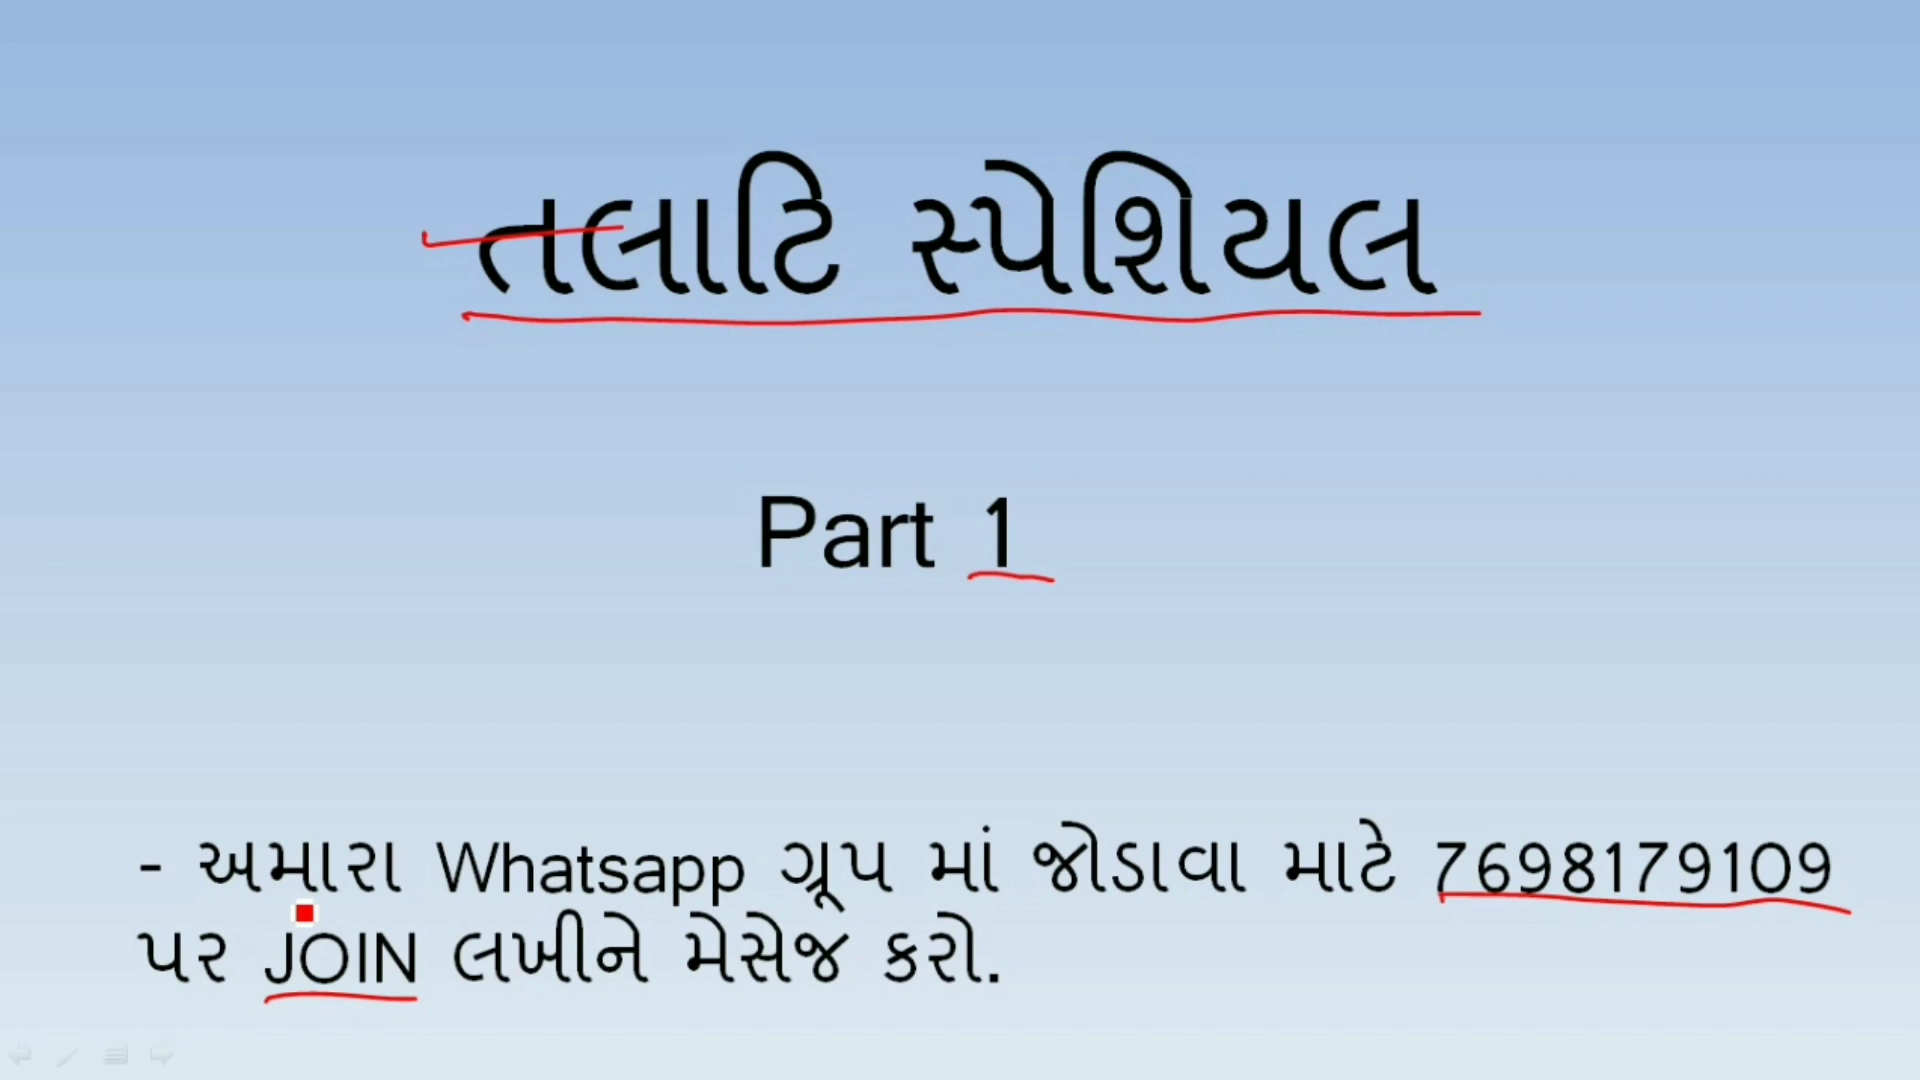 તલાટિ સ્પેશિયલ
Part 1
- અમારા Whatsapp ગ્રૂપ માં જોડાવા માટે 7698179109
પર JOIN લખીને મેસેજ કરો.